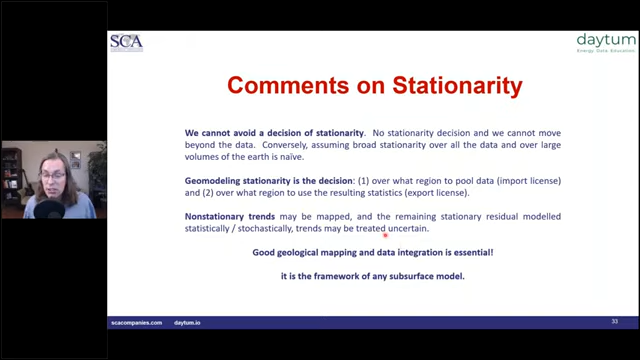 SCA
daytum
Energy. Data. Education.
Comments on Stationarity
We cannot avoid a decision of stationarity. No stationarity decision and we cannot move
beyond the data. Conversely, assuming broad stationarity over all the data and over large
volumes of the earth is naïve.
Geomodeling stationarity is the decision: (1) over what region to pool data (import license)
and (2) over what region to use the resulting statistics (export license).
Nonstationary trends may be mapped, and the remaining stationary residual modelled
statistically / stochastically, trends may be treated uncertain.
Good geological mapping and data integration is essential!
it is the framework of any subsurface model.
scacompanies.com daytum.io
33